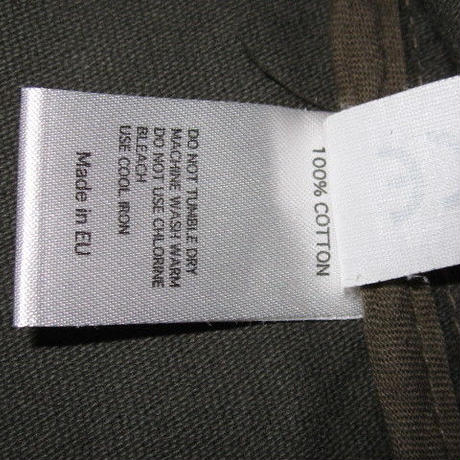 100% COTTON
DO NOT TUMBLE DRY
MACHINE WASH WARM
DO NOT USE CHLORINE
BLEACH
USE COOL IRON
Made in EU